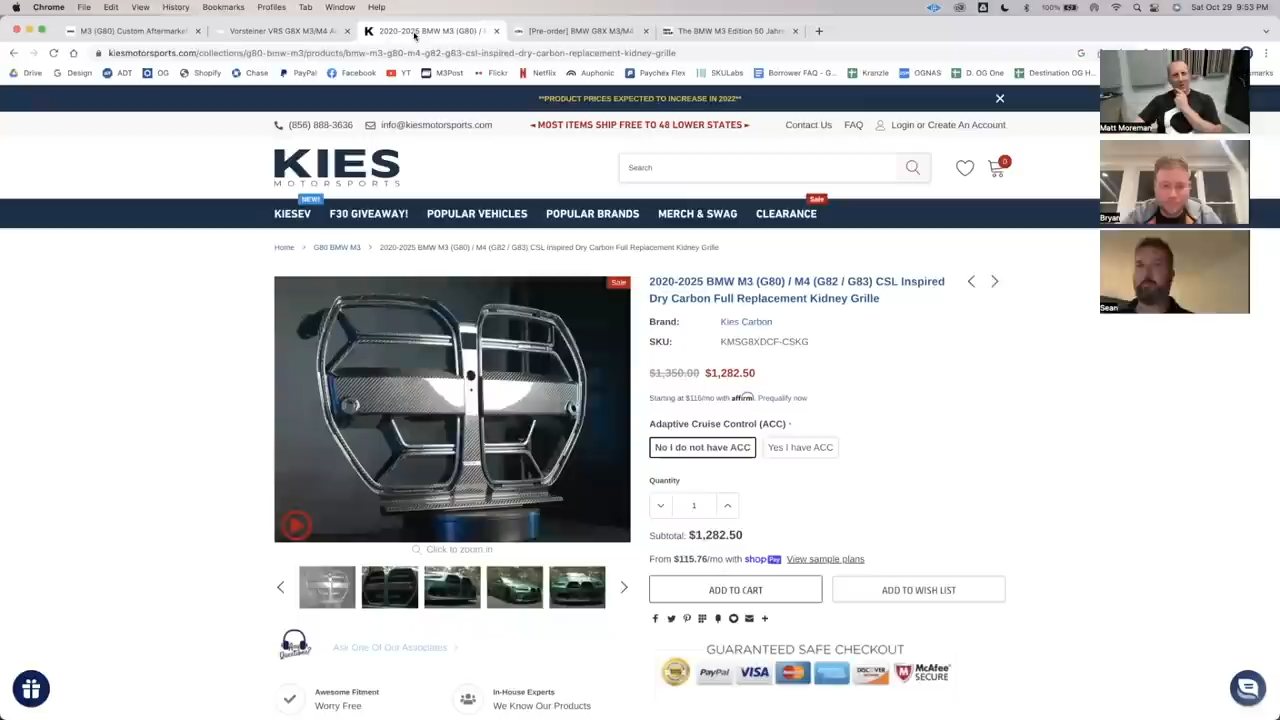 Chrome File Edit View History Bookmarks Profiles Tab Window Help
Sat Oct 29 9:53 PM
M3 (G80) Custom Aftermarket
Vorsteiner VRS G8X M3/M4 A
2020-2025 BMW M3 (G80) / M
[Pre-order] BMW G8X M3/M4
The BMW M3 Edition 50 Jahre
kiesmotorsports.com/collections/g80-bmw-m3/products/bmw-m3-g80-m4-g82-g83-csl-inspired-dry-carbon-full-replacement-kidney-grille
Drive
Design
ADT
OG
Shopify
Chase
PayPal
Facebook
YT
M3Post
Flickr
Netflix
Auphonic
Paychex Flex
SKULabs
Borrower FAQ - G...
Kranzle
OGNAS
D. OG One
Destination OG H...
**PRODUCT PRICES EXPECTED TO INCREASE IN 2022**
(856) 888-3636
info@kiesmotorsports.com
◄ MOST ITEMS SHIP FREE TO 48 LOWER STATES ►
Contact Us
FAQ
Login or Create An Account
KIES
MOTORSPORTS
Search
0
NEW!
Sale
KIESEV
F30 GIVEAWAY!
POPULAR VEHICLES
POPULAR BRANDS
MERCH & SWAG
CLEARANCE
Home > G80 BMW M3 > 2020-2025 BMW M3 (G80) / M4 (G82 / G83) CSL Inspired Dry Carbon Full Replacement Kidney Grille
Sale
Click to zoom in
Ask One Of Our Associates >
Awesome Fitment
Worry Free
In-House Experts
We Know Our Products
2020-2025 BMW M3 (G80) / M4 (G82 / G83) CSL Inspired
Dry Carbon Full Replacement Kidney Grille
Brand: Kies Carbon
SKU: KMSG8XDCF-CSKG
$1,350.00 $1,282.50
Starting at $116/mo with affirm. Prequalify now
Adaptive Cruise Control (ACC) *
No I do not have ACC
Yes I have ACC
Quantity
1
Subtotal: $1,282.50
From $115.76/mo with shop Pay View sample plans
ADD TO CART
ADD TO WISH LIST
GUARANTEED SAFE CHECKOUT
PayPal
VISA
DISCOVER
McAfee
SECURE
Matt Moreman
Bryan
Sean